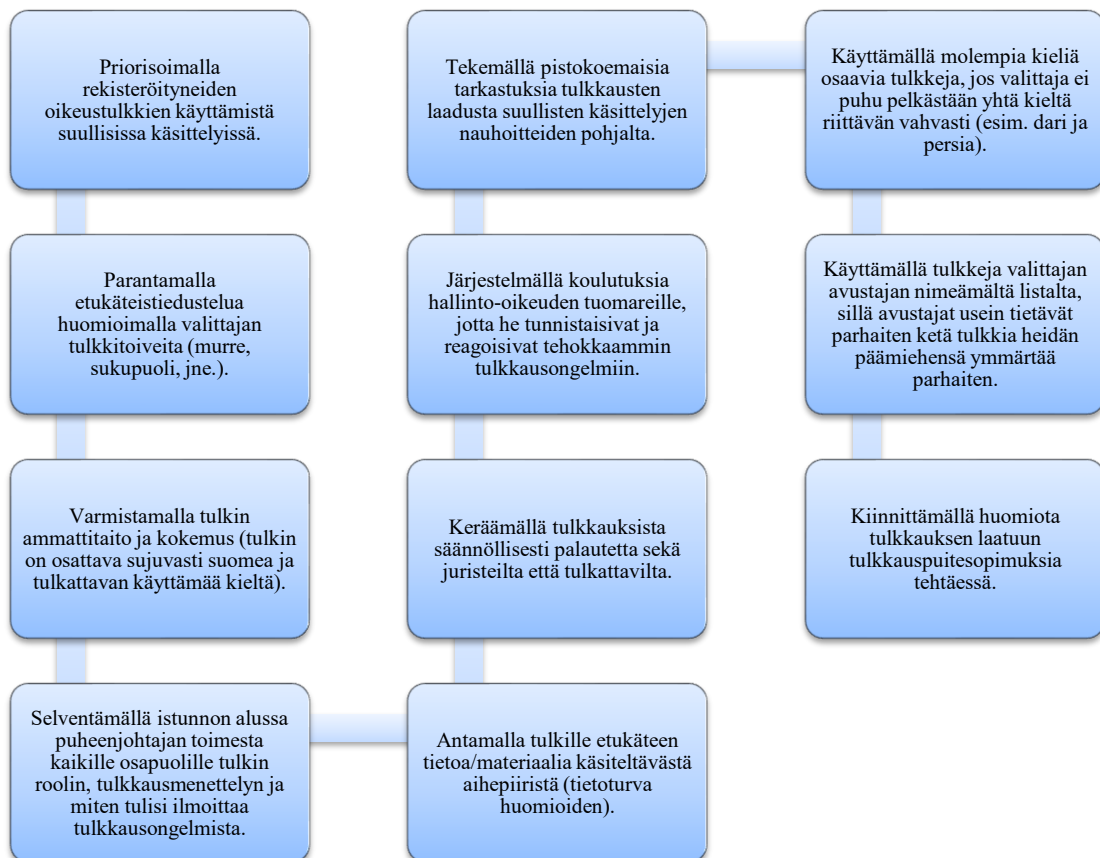 Priorisoimalla
rekisteröityneiden
oikeustulkkien käyttämistä
suullisissa käsittelyissä.
Parantamalla
etukäteistiedustelua
huomioimalla valittajan
tulkkitoiveita (murre,
sukupuoli, jne.).
Varmistamalla tulkin
ammattitaito ja kokemus (tulkin
on osattava sujuvasti suomea ja
tulkattavan käyttämää kieltä).
Selventämällä istunnon alussa
puheenjohtajan toimesta
kaikille osapuolille tulkin
roolin, tulkkausmenettelyn ja
miten tulisi ilmoittaa
tulkkausongelmista.
Antamalla tulkille etukäteen
tietoa/materiaalia käsiteltävästä
aihepiiristä (tietoturva
huomioiden).
Keräämällä tulkkauksista
säännöllisesti palautetta sekä
juristeilta että tulkattavilta.
Järjestelmällä koulutuksia
hallinto-oikeuden tuomareille,
jotta he tunnistaisivat ja
reagoisivat tehokkaammin
tulkkausongelmiin.
Tekemällä pistokoemaisia
tarkastuksia tulkkausten
laadusta suullisten käsittelyjen
nauhoitteiden pohjalta.
Käyttämällä molempia kieliä
osaavia tulkkeja, jos valittaja ei
puhu pelkästään yhtä kieltä
riittävän vahvasti (esim. dari ja
persia).
Käyttämällä tulkkeja valittajan
avustajan nimeämältä listalta,
sillä avustajat usein tietävät
parhaiten ketä tulkkia heidän
päämiehensä ymmärtää
parhaiten.
Kiinnittämällä huomiota
tulkkauksen laatuun
tulkkauspuitesopimuksia
tehtäessä.